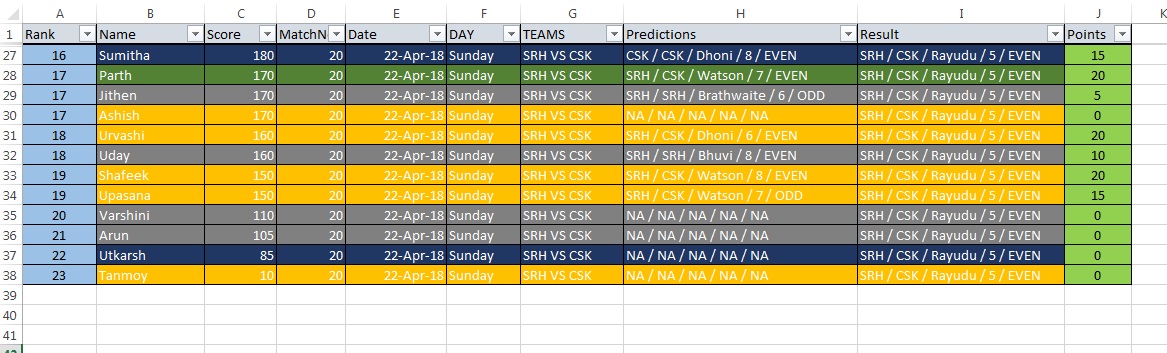 A B C D E F G H I J K
1 Rank Name Score MatchN Date DAY TEAMS Predictions Result Points
27 16 Sumitha 180 20 22-Apr-18 Sunday SRH VS CSK CSK / CSK / Dhoni / 8 / EVEN SRH / CSK / Rayudu / 5 / EVEN 15
28 17 Parth 170 20 22-Apr-18 Sunday SRH VS CSK SRH / CSK / Watson / 7 / EVEN SRH / CSK / Rayudu / 5 / EVEN 20
29 17 Jithen 170 20 22-Apr-18 Sunday SRH VS CSK SRH / SRH / Brathwaite / 6 / ODD SRH / CSK / Rayudu / 5 / EVEN 5
30 17 Ashish 170 20 22-Apr-18 Sunday SRH VS CSK NA / NA / NA / NA / NA SRH / CSK / Rayudu / 5 / EVEN 0
31 18 Urvashi 160 20 22-Apr-18 Sunday SRH VS CSK SRH / CSK / Dhoni / 6 / EVEN SRH / CSK / Rayudu / 5 / EVEN 20
32 18 Uday 160 20 22-Apr-18 Sunday SRH VS CSK SRH / SRH / Bhuvi / 8 / EVEN SRH / CSK / Rayudu / 5 / EVEN 10
33 19 Shafeek 150 20 22-Apr-18 Sunday SRH VS CSK SRH / CSK / Watson / 8 / EVEN SRH / CSK / Rayudu / 5 / EVEN 20
34 19 Upasana 150 20 22-Apr-18 Sunday SRH VS CSK SRH / CSK / Watson / 7 / ODD SRH / CSK / Rayudu / 5 / EVEN 15
35 20 Varshini 110 20 22-Apr-18 Sunday SRH VS CSK NA / NA / NA / NA / NA SRH / CSK / Rayudu / 5 / EVEN 0
36 21 Arun 105 20 22-Apr-18 Sunday SRH VS CSK NA / NA / NA / NA / NA SRH / CSK / Rayudu / 5 / EVEN 0
37 22 Utkarsh 85 20 22-Apr-18 Sunday SRH VS CSK NA / NA / NA / NA / NA SRH / CSK / Rayudu / 5 / EVEN 0
38 23 Tanmoy 10 20 22-Apr-18 Sunday SRH VS CSK NA / NA / NA / NA / NA SRH / CSK / Rayudu / 5 / EVEN 0
39
40
41